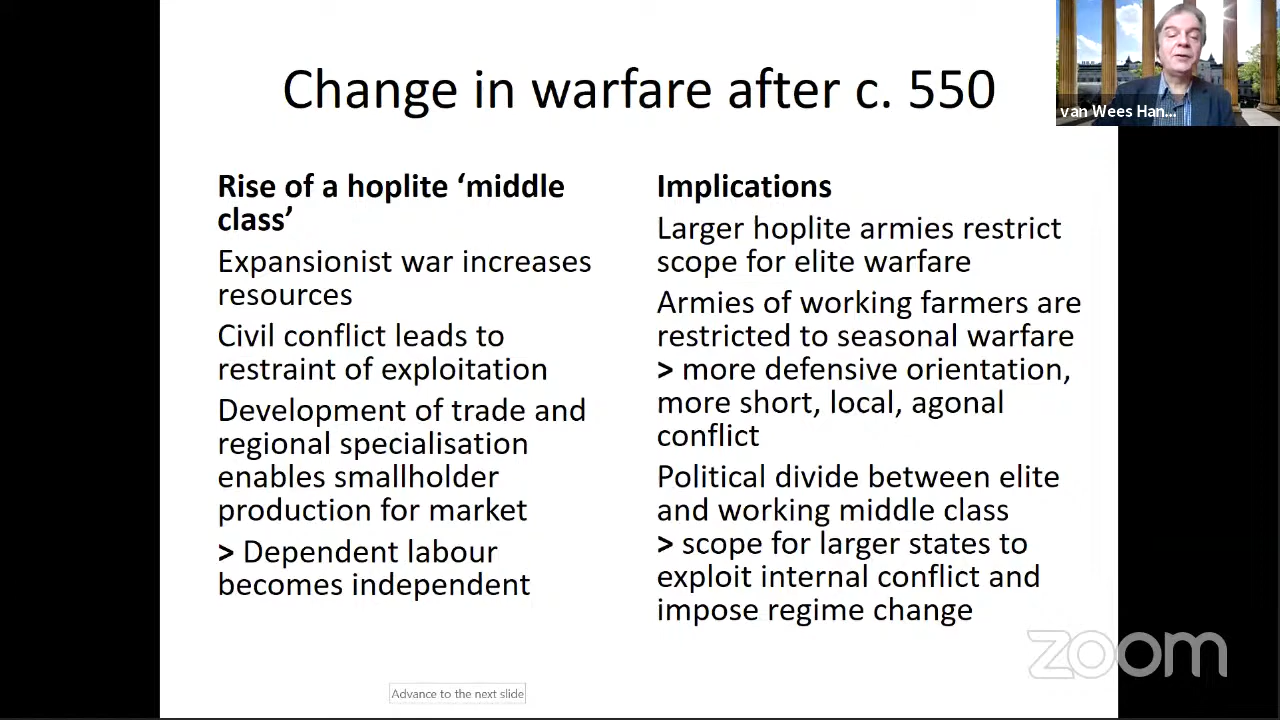 Change in warfare after c. 550
van Wees Han...
Rise of a hoplite ‘middle
class’
Expansionist war increases
resources
Civil conflict leads to
restraint of exploitation
Development of trade and
regional specialisation
enables smallholder
production for market
> Dependent labour
becomes independent
Implications
Larger hoplite armies restrict
scope for elite warfare
Armies of working farmers are
restricted to seasonal warfare
> more defensive orientation,
more short, local, agonal
conflict
Political divide between elite
and working middle class
> scope for larger states to
exploit internal conflict and
impose regime change
zoom
Advance to the next slide